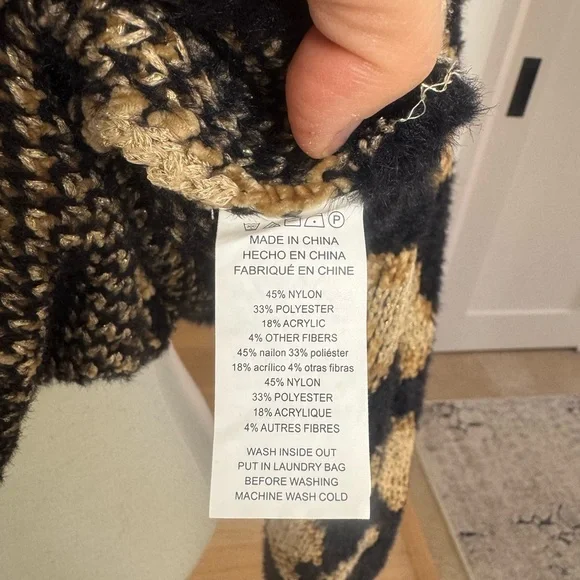 MADE IN CHINA
HECHO EN CHINA
FABRIQUÉ EN CHINE
45% NYLON
33% POLYESTER
18% ACRYLIC
4% OTHER FIBERS
45% nailon 33% poliéster
18% acrílico 4% otras fibras
45% NYLON
33% POLYESTER
18% ACRYLIQUE
4% AUTRES FIBRES
WASH INSIDE OUT
PUT IN LAUNDRY BAG
BEFORE WASHING
MACHINE WASH COLD